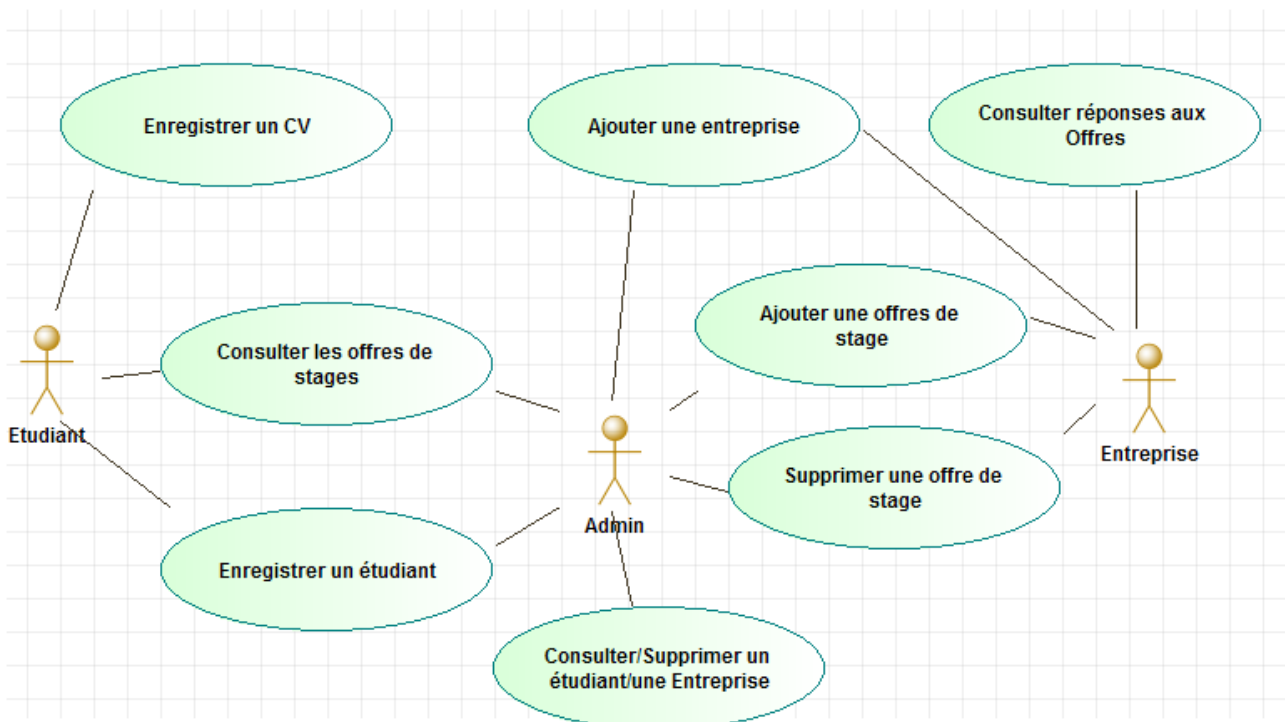 Enregistrer un CV
Ajouter une entreprise
Consulter réponses aux
Offres
Ajouter une offres de
stage
Consulter les offres de
stages
Etudiant
Entreprise
Supprimer une offre de
stage
Admin
Enregistrer un étudiant
Consulter/Supprimer un
étudiant/une Entreprise